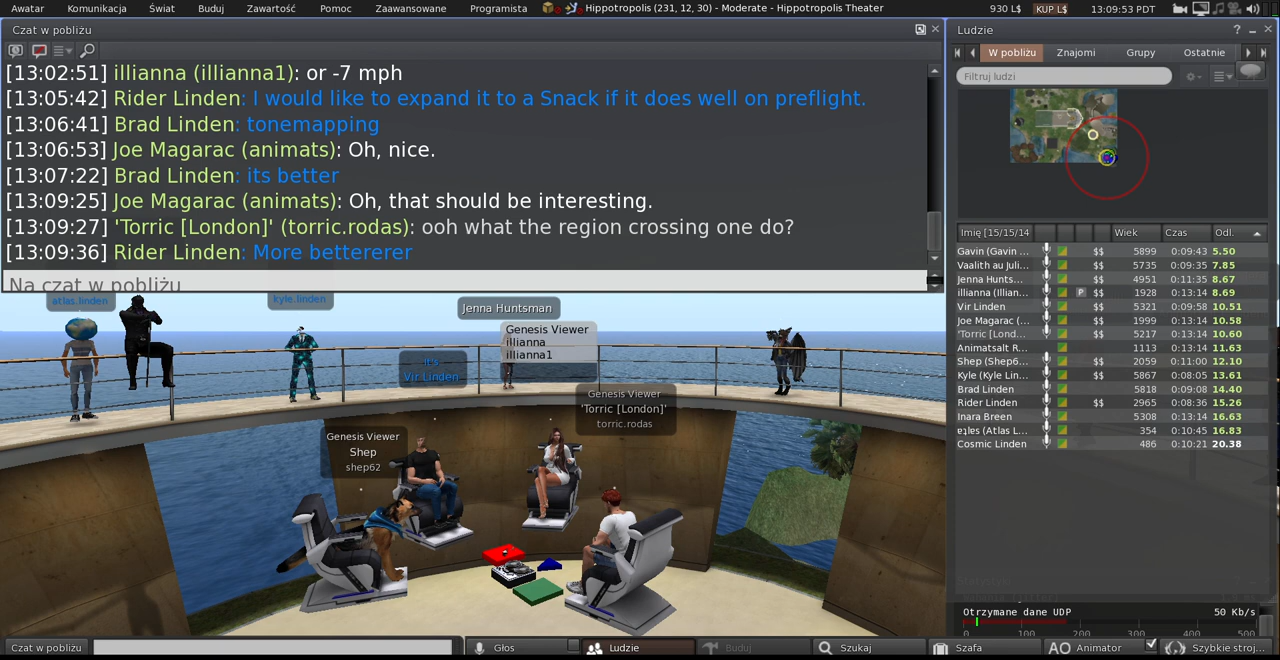 Awatar Komunikacja Świat Buduj Zawartość Pomoc Zaawansowane Programista Hippotropolis (231, 12, 30) - Moderate - Hippotropolis Theater 930 L$ KUP L$ 13:09:53 PDT
Czat w pobliżu
[13:02:51] illianna (illianna1): or -7 mph
[13:05:42] Rider Linden: I would like to expand it to a Snack if it does well on preflight.
[13:06:41] Brad Linden: tonemapping
[13:06:53] Joe Magarac (animats): Oh, nice.
[13:07:22] Brad Linden: its better
[13:09:25] Joe Magarac (animats): Oh, that should be interesting.
[13:09:27] 'Torric [London]' (torric.rodas): ooh what the region crossing one do?
[13:09:36] Rider Linden: More bettererer
Na czat w pobliżu
atlas.linden
kyle.linden
Jenna Huntsman
Genesis Viewer
illianna
illianna1
It's
Vir Linden
Genesis Viewer
'Torric [London]'
torric.rodas
Genesis Viewer
Shep
shep62
Ludzie
W pobliżu Znajomi Grupy Ostatnie
Filtruj ludzi
Imię [15/15/14 Wiek Czas Odl.
Gavin (Gavin ... $$ 5899 0:09:43 5.50
Vaalith au Juli... $$ 5735 0:09:35 7.85
Jenna Hunts... $$ 4951 0:11:35 8.67
illianna (Illian... P $$ 1928 0:13:14 8.69
Vir Linden $$ 5321 0:09:58 10.51
Joe Magarac (... $$ 1999 0:13:14 10.58
'Torric [Lond... $$ 5217 0:13:14 10.60
Animatsalt R... 1113 0:13:14 11.63
Shep (Shep6... $$ 2059 0:11:00 12.10
Kyle (Kyle Lin... $$ 5867 0:08:05 13.61
Brad Linden 5818 0:09:08 14.40
Rider Linden $$ 2965 0:08:36 15.26
Inara Breen 5308 0:13:14 16.63
(Atlas L... 354 0:10:45 16.83
Cosmic Linden 486 0:10:21 20.38
Otrzymane dane UDP 50 Kb/s
0 100 200 300 400 500
Czat w pobliżu Głos Ludzie Buduj Szukaj Szafa AO Animator Szybkie stroj...